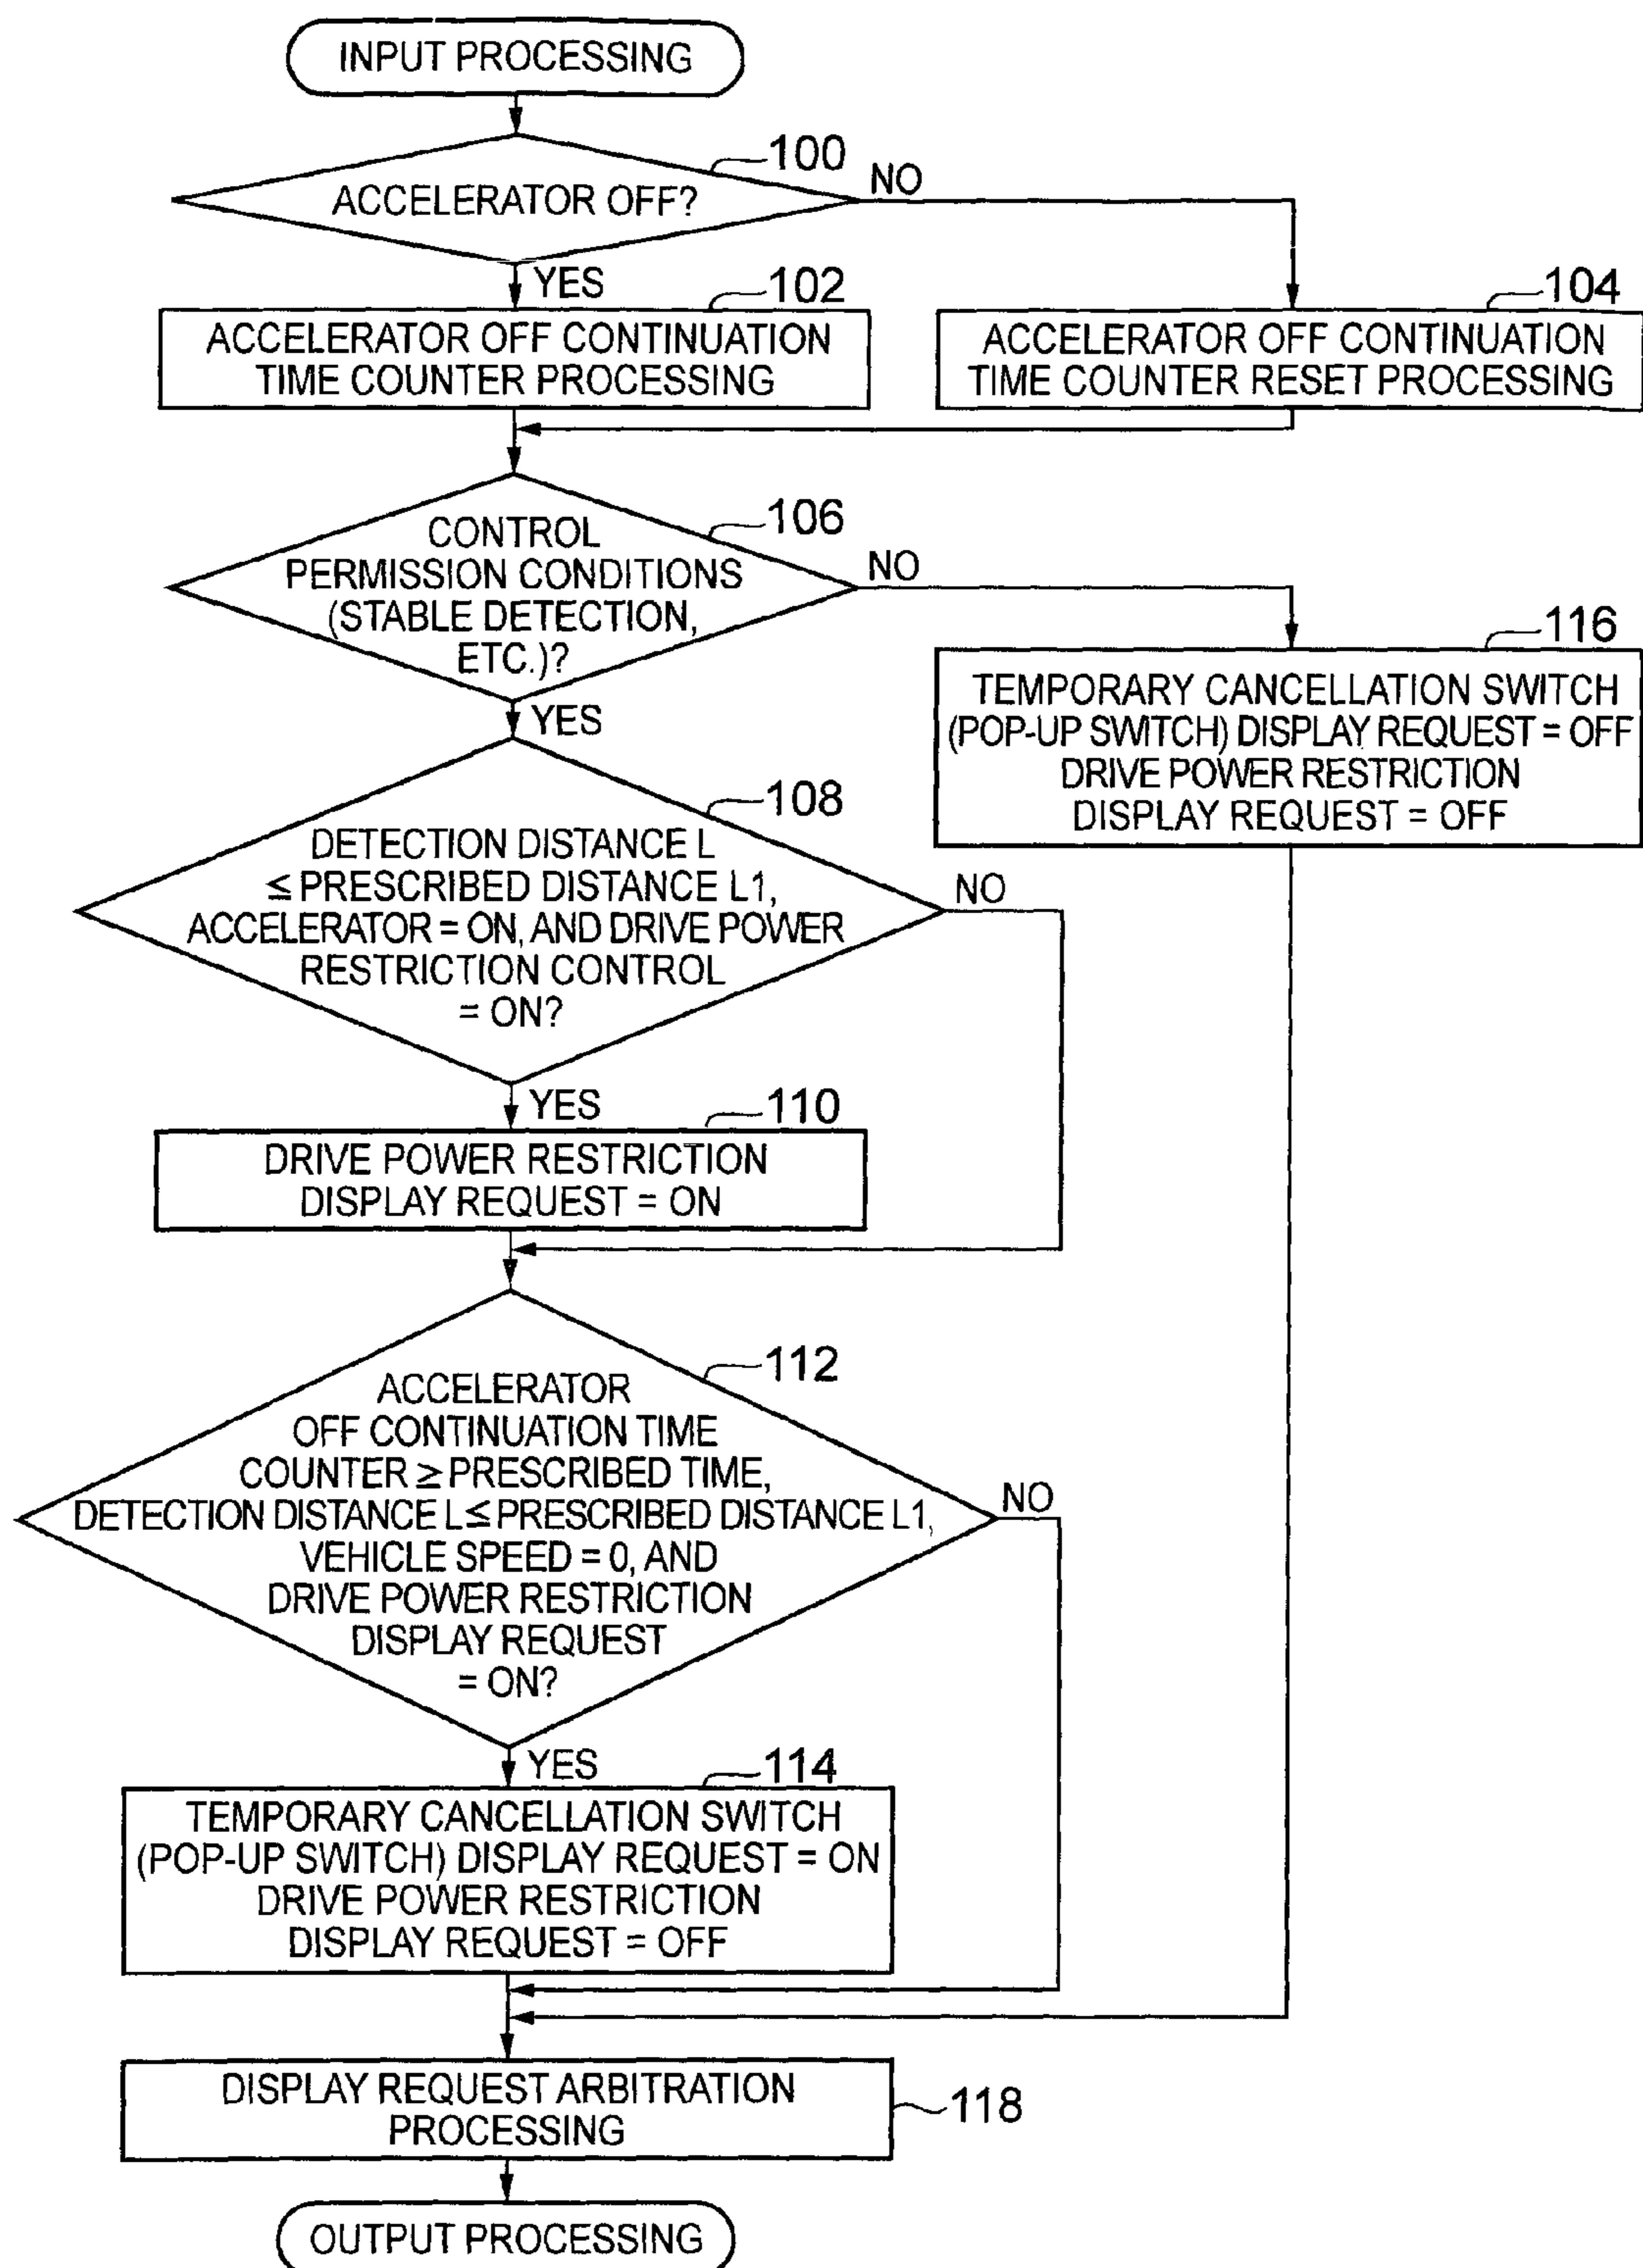 INPUT PROCESSING
100
ACCELERATOR OFF?
NO
YES
102
ACCELERATOR OFF CONTINUATION
TIME COUNTER PROCESSING
104
ACCELERATOR OFF CONTINUATION
TIME COUNTER RESET PROCESSING
106
CONTROL
PERMISSION CONDITIONS
(STABLE DETECTION,
ETC.)?
NO
YES
116
TEMPORARY CANCELLATION SWITCH
(POP-UP SWITCH) DISPLAY REQUEST = OFF
DRIVE POWER RESTRICTION
DISPLAY REQUEST = OFF
108
DETECTION DISTANCE L
≤ PRESCRIBED DISTANCE L1,
ACCELERATOR = ON, AND DRIVE POWER
RESTRICTION CONTROL
= ON?
NO
YES
110
DRIVE POWER RESTRICTION
DISPLAY REQUEST = ON
112
ACCELERATOR
OFF CONTINUATION TIME
COUNTER ≥ PRESCRIBED TIME,
DETECTION DISTANCE L ≤ PRESCRIBED DISTANCE L1,
VEHICLE SPEED = 0, AND
DRIVE POWER RESTRICTION
DISPLAY REQUEST
= ON?
NO
YES
114
TEMPORARY CANCELLATION SWITCH
(POP-UP SWITCH) DISPLAY REQUEST = ON
DRIVE POWER RESTRICTION
DISPLAY REQUEST = OFF
DISPLAY REQUEST ARBITRATION
PROCESSING
118
OUTPUT PROCESSING